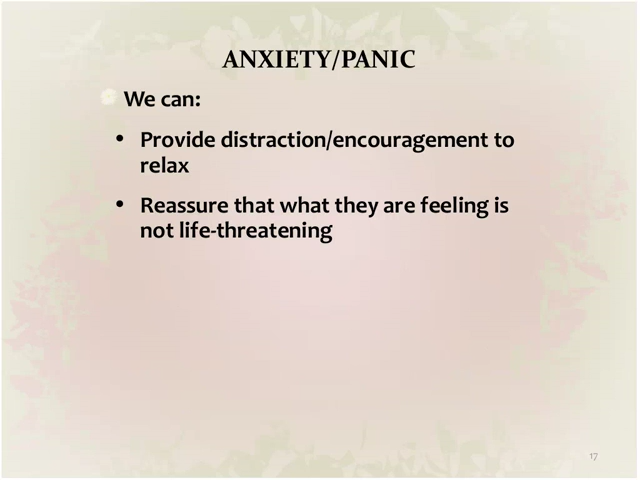 ANXIETY/PANIC
We can:
• Provide distraction/encouragement to
relax
• Reassure that what they are feeling is
not life-threatening
17